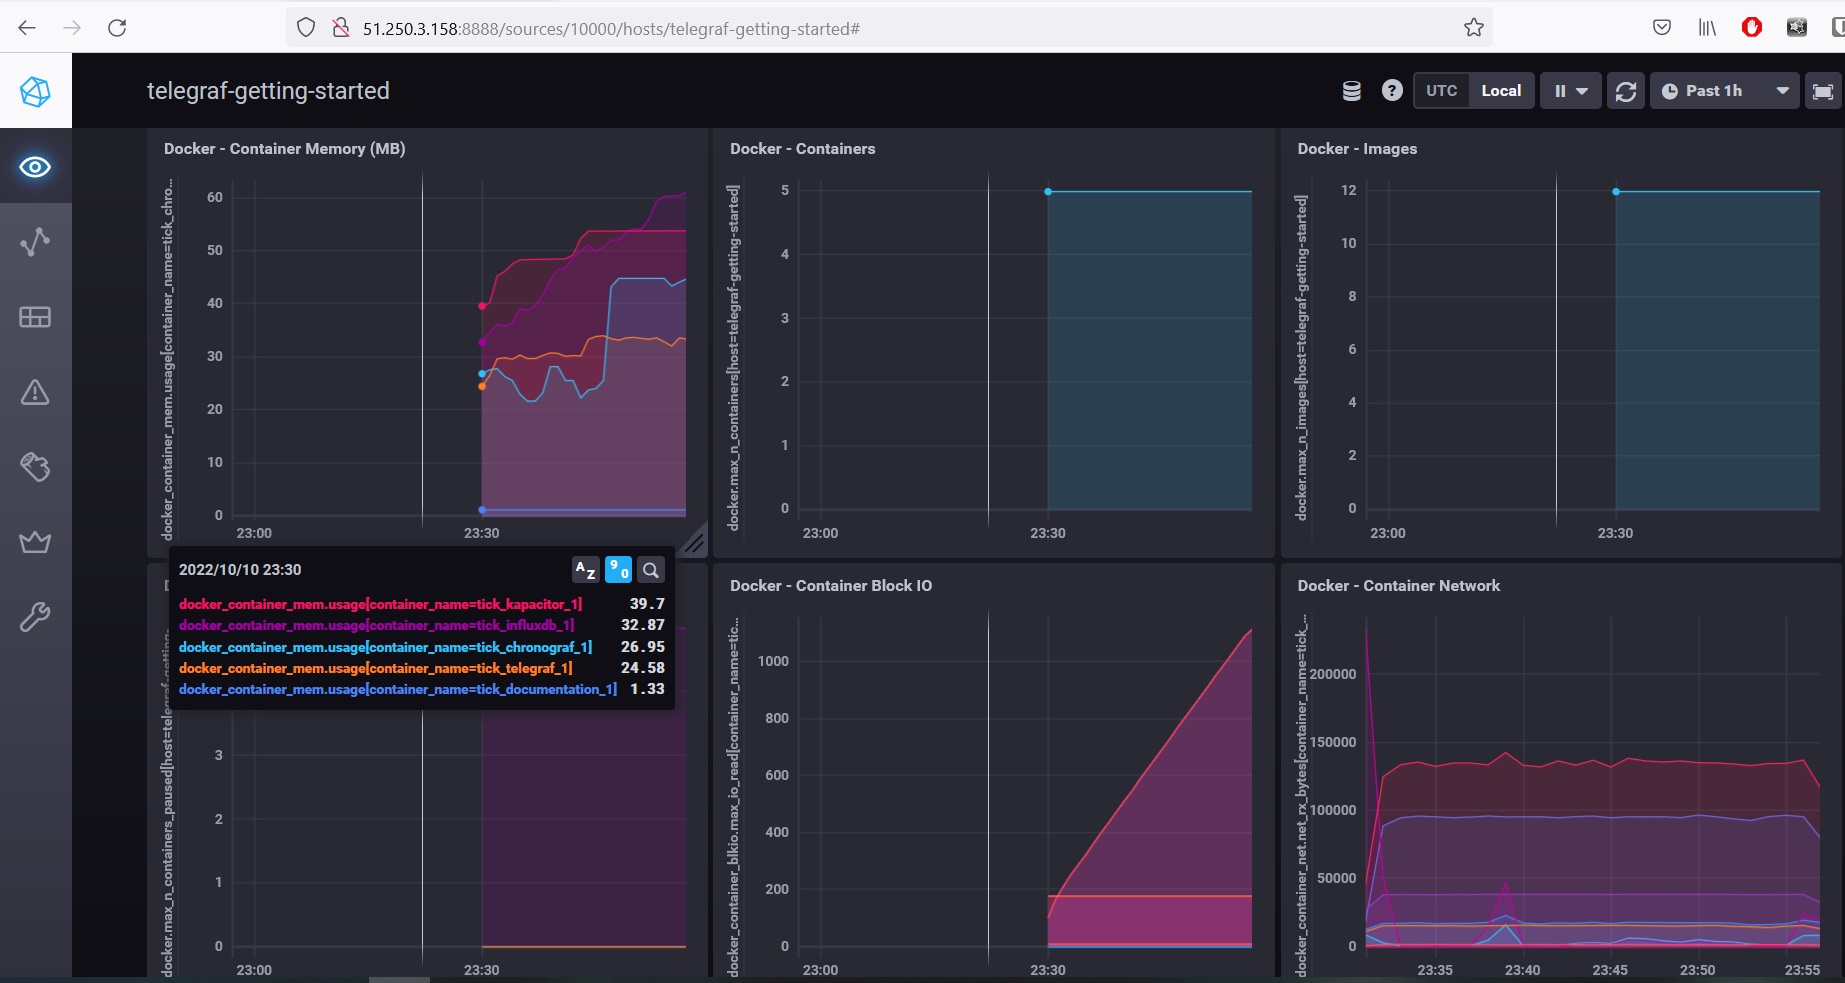 51.250.3.158:8888/sources/10000/hosts/telegraf-getting-started#
telegraf-getting-started
?
UTC
Local
Past 1h
Docker - Container Memory (MB)
docker_container_mem.usage[container_name=tick_chro...
60
50
40
30
20
10
0
23:00
23:30
Docker - Containers
docker.max_n_containers[host=telegraf-getting-started]
5
4
3
2
1
0
23:00
23:30
Docker - Images
docker.max_n_images[host=telegraf-getting-started]
12
10
8
6
4
2
0
23:00
23:30
2022/10/10 23:30
A Z
9 0
docker_container_mem.usage[container_name=tick_kapacitor_1] 39.7
docker_container_mem.usage[container_name=tick_influxdb_1] 32.87
docker_container_mem.usage[container_name=tick_chronograf_1] 26.95
docker_container_mem.usage[container_name=tick_telegraf_1] 24.58
docker_container_mem.usage[container_name=tick_documentation_1] 1.33
docker.max_n_containers_paused[host=telegraf-getting-
3
2
1
0
23:00
23:30
Docker - Container Block IO
docker_container_blkio.max_io_read[container_name=tic...
1000
800
600
400
200
0
23:00
23:30
Docker - Container Network
docker_container_net.net_rx_bytes[container_name=tick_...
200000
150000
100000
50000
0
23:35
23:40
23:45
23:50
23:55